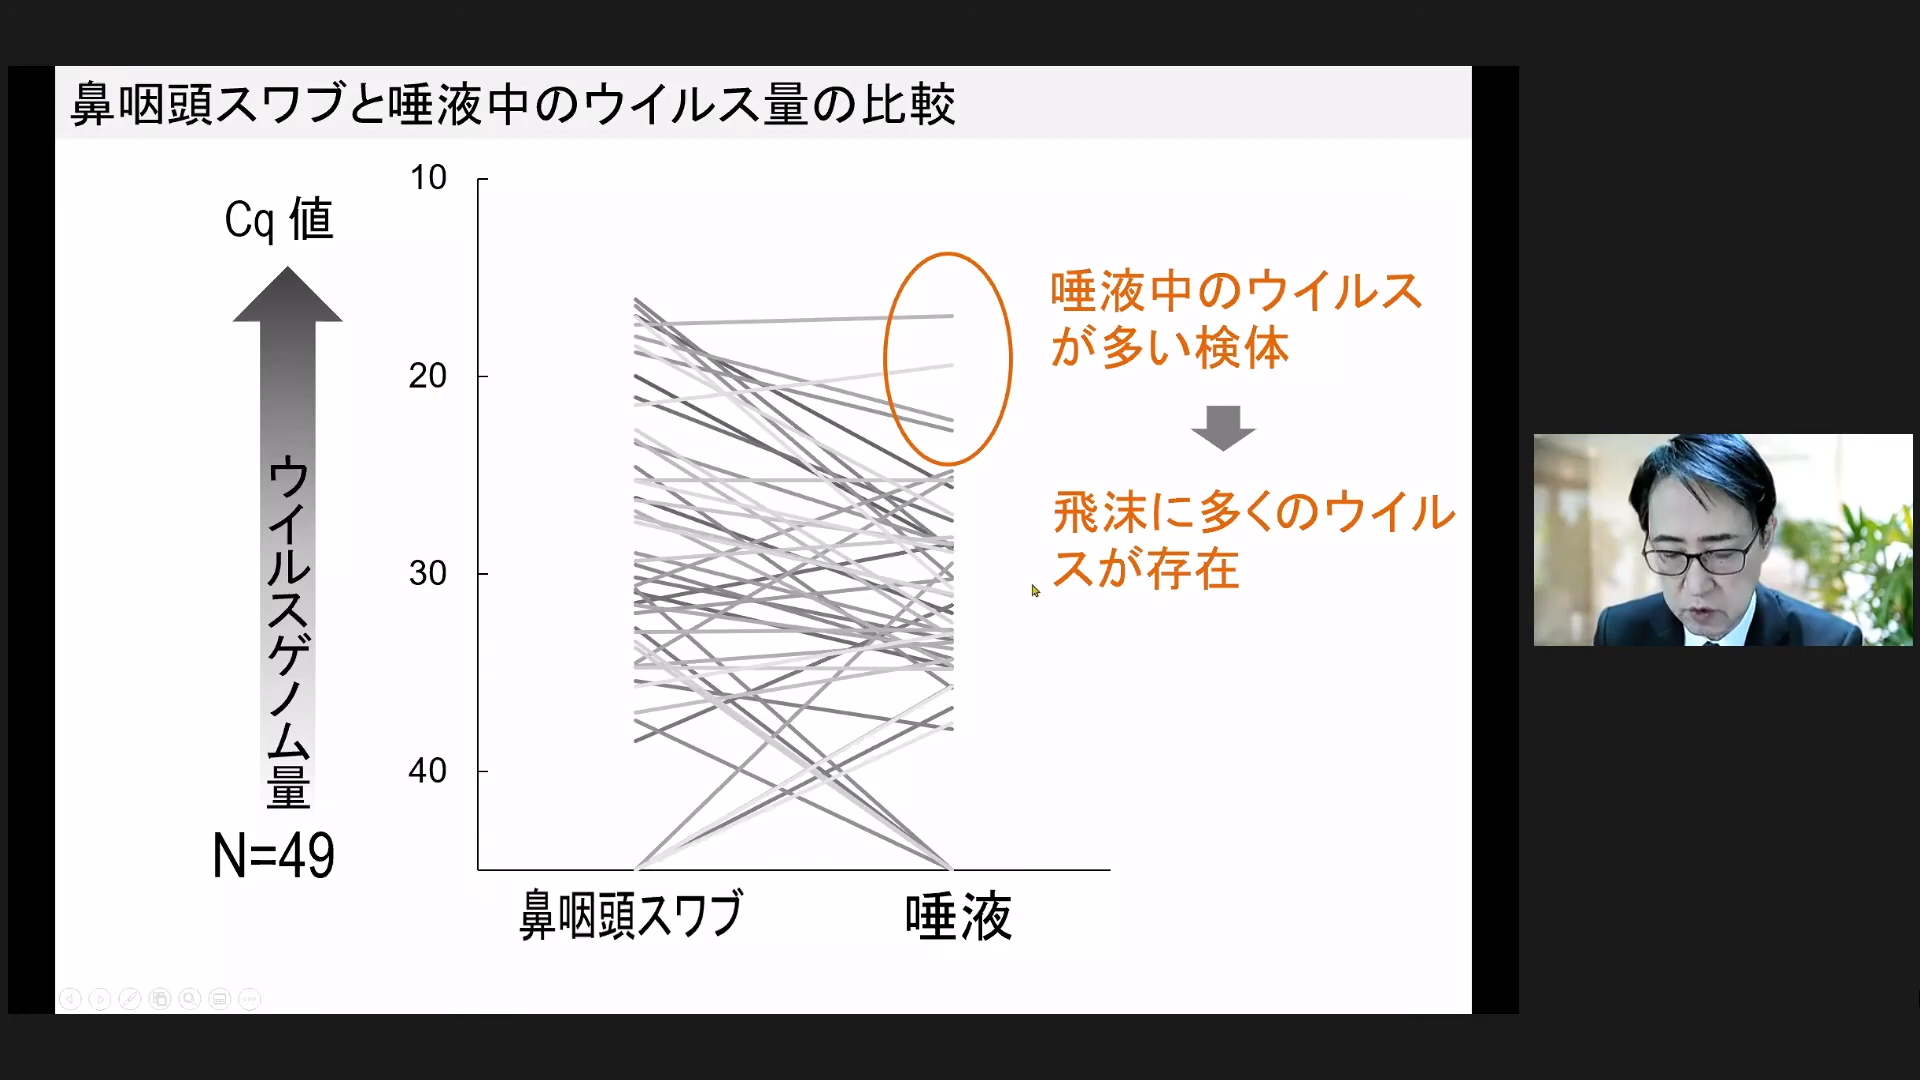 鼻咽頭スワブと唾液中のウイルス量の比較
Cq 値
ウイルスゲノム量
N=49
10
20
30
40
鼻咽頭スワブ
唾液
唾液中のウイルス
が多い検体
飛沫に多くのウイル
スが存在